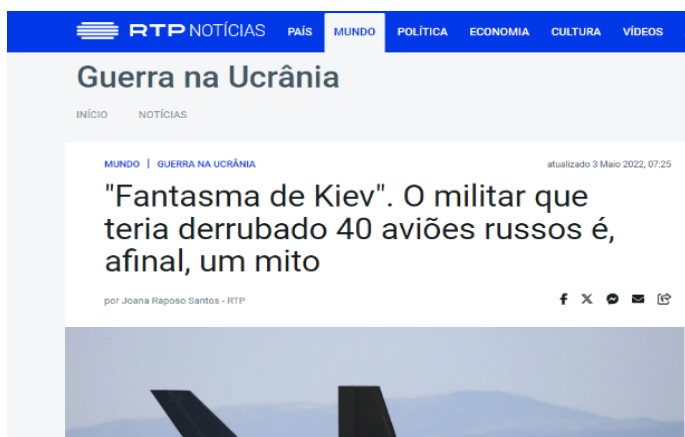 RTP NOTÍCIAS PAÍS MUNDO POLÍTICA ECONOMIA CULTURA VÍDEOS
Guerra na Ucrânia
INÍCIO NOTÍCIAS
MUNDO | GUERRA NA UCRÂNIA atualizado 3 Maio 2022, 07:25
"Fantasma de Kiev". O militar que
teria derrubado 40 aviões russos é,
afinal, um mito
por Joana Raposo Santos - RTP